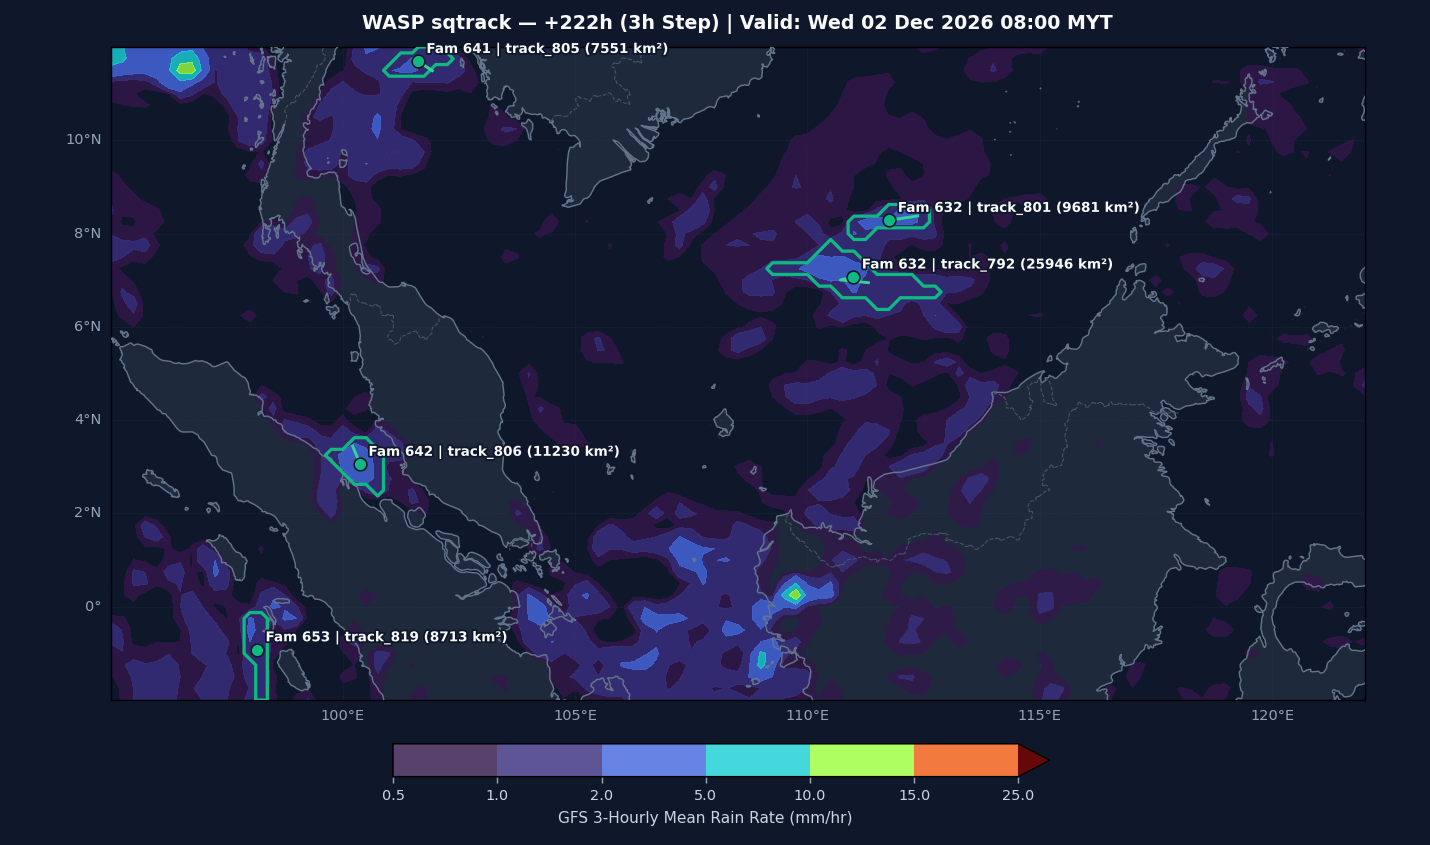 WASP sqtrack — +222h (3h Step) | Valid: Wed 02 Dec 2026 08:00 MYT
Fam 641 | track_805 (7551 km²)
10°N
Fam 632 | track_801 (9681 km²)
8°N
Fam 632 | track_792 (25946 km²)
6°N
4°N
Fam 642 | track_806 (11230 km²)
2°N
0°
Fam 653 | track_819 (8713 km²)
100°E 105°E 110°E 115°E 120°E
0.5 1.0 2.0 5.0 10.0 15.0 25.0
GFS 3-Hourly Mean Rain Rate (mm/hr)